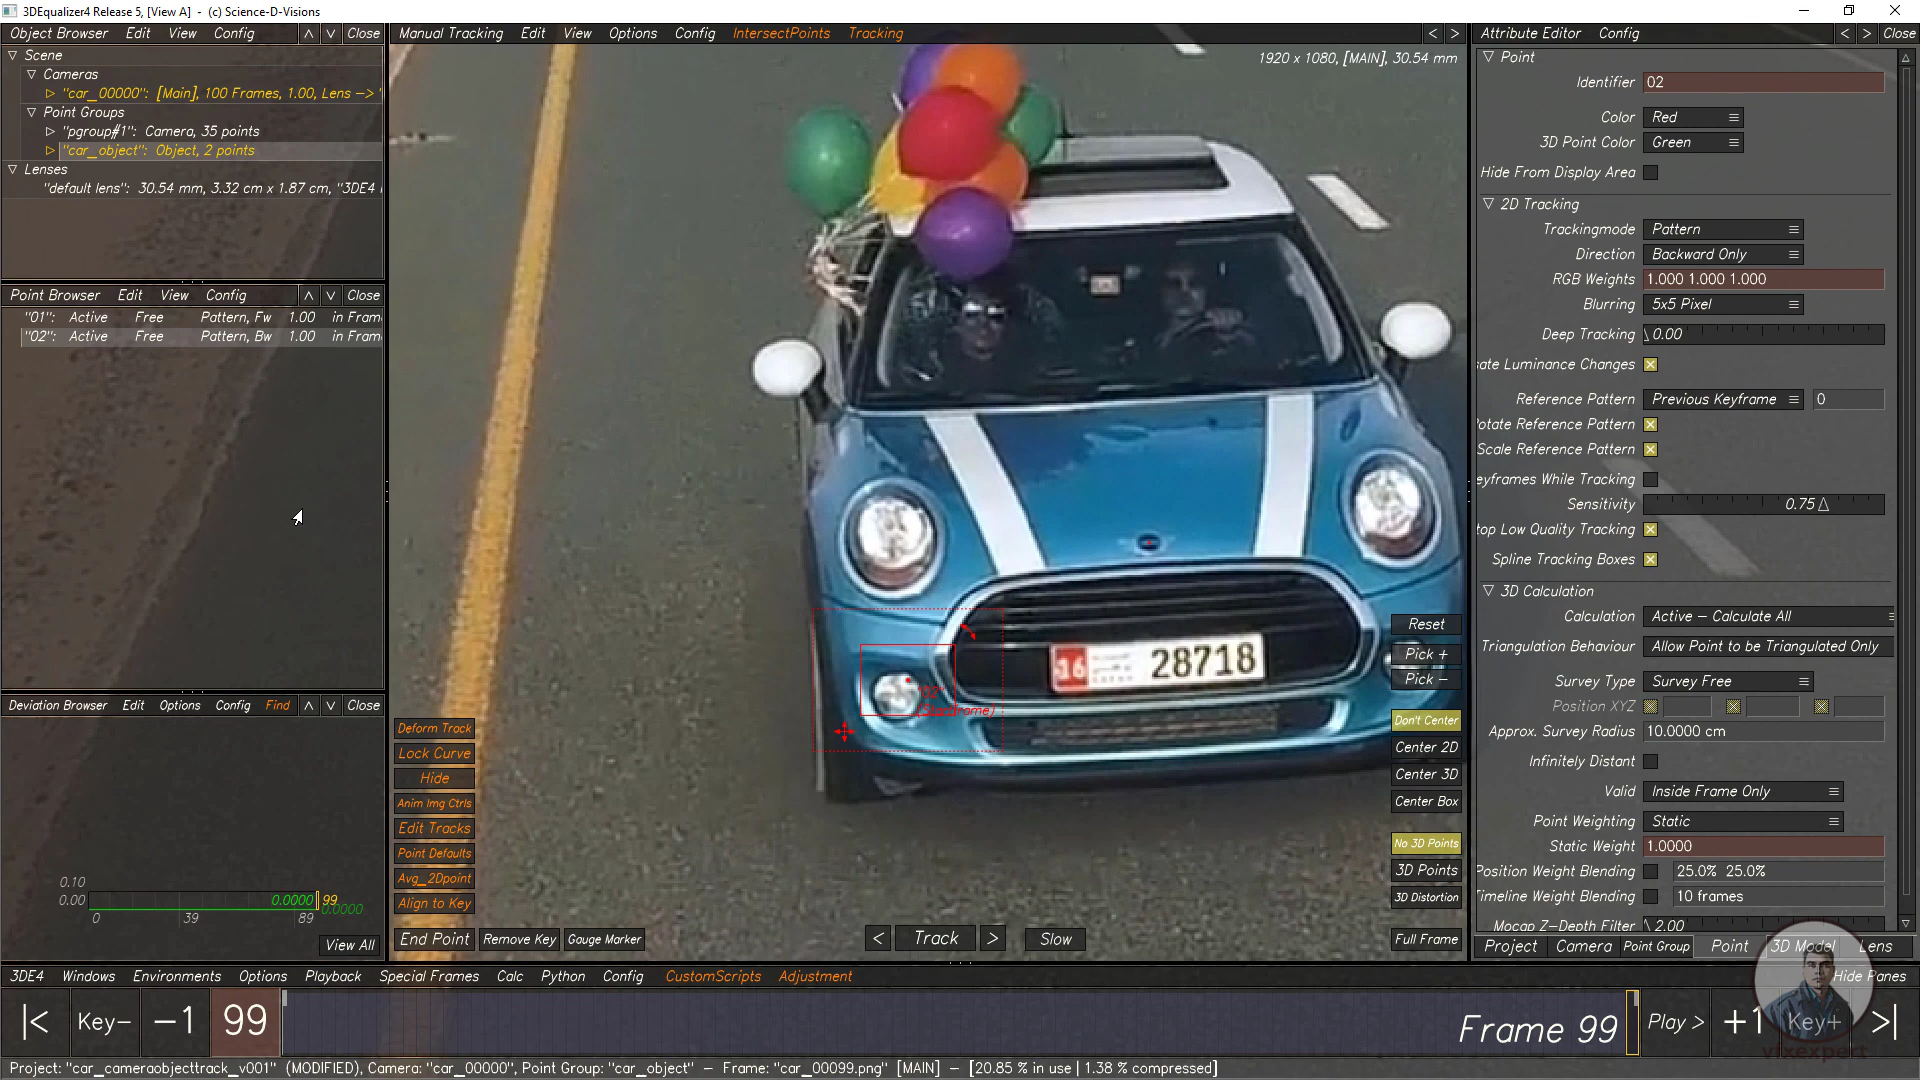 3DEqualizer4 Release 5, [View A] - (c) Science-D-Visions
Object Browser Edit View Config Close
Scene
Cameras
"car_00000": [Main], 100 Frames, 1.00, Lens ->
Point Groups
"pgroup#1": Camera, 35 points
"car_object": Object, 2 points
Lenses
"default lens": 30.54 mm, 3.32 cm x 1.87 cm, "3DE4
Point Browser Edit View Config Close
"01": Active Free Pattern, Fw 1.00 in Fram
"02": Active Free Pattern, Bw 1.00 in Fram
Deviation Browser Edit Options Config Find Close
0.10
0.00
0.0000 99
0.0000
0 39 89
View All
Manual Tracking Edit View Options Config IntersectPoints Tracking
1920 x 1080, [MAIN], 30.54 mm
16 28718
"02"
(Startframe)
Deform Track
Lock Curve
Hide
Anim Img Ctrls
Edit Tracks
Point Defaults
Avg_2Dpoint
Align to Key
End Point Remove Key Gauge Marker
< Track > Slow
Reset
Pick +
Pick -
Don't Center
Center 2D
Center 3D
Center Box
No 3D Points
3D Points
3D Distortion
Full Frame
Attribute Editor Config < > Close
Point
Identifier 02
Color Red
3D Point Color Green
Hide From Display Area
2D Tracking
Trackingmode Pattern
Direction Backward Only
RGB Weights 1.000 1.000 1.000
Blurring 5x5 Pixel
Deep Tracking 0.00
sate Luminance Changes
Reference Pattern Previous Keyframe 0
Rotate Reference Pattern
Scale Reference Pattern
eyframes While Tracking
Sensitivity 0.75
top Low Quality Tracking
Spline Tracking Boxes
3D Calculation
Calculation Active - Calculate All
Triangulation Behaviour Allow Point to be Triangulated Only
Survey Type Survey Free
Position XYZ
Approx. Survey Radius 10.0000 cm
Infinitely Distant
Valid Inside Frame Only
Point Weighting Static
Static Weight 1.0000
Position Weight Blending 25.0% 25.0%
Timeline Weight Blending 10 frames
Mocap Z-Depth Filter 2.00
Project Camera Point Group Point 3D Model Lens
3DE4 Windows Environments Options Playback Special Frames Calc Python Config CustomScripts Adjustment Hide Panes
|< Key- -1 99 Frame 99 Play > +1 Key+ >|
vfxexpert
Project: "car_cameraobjecttrack_v001" (MODIFIED), Camera: "car_00000", Point Group: "car_object" - Frame: "car_00099.png" [MAIN] - [20.85 % in use | 1.38 % compressed]